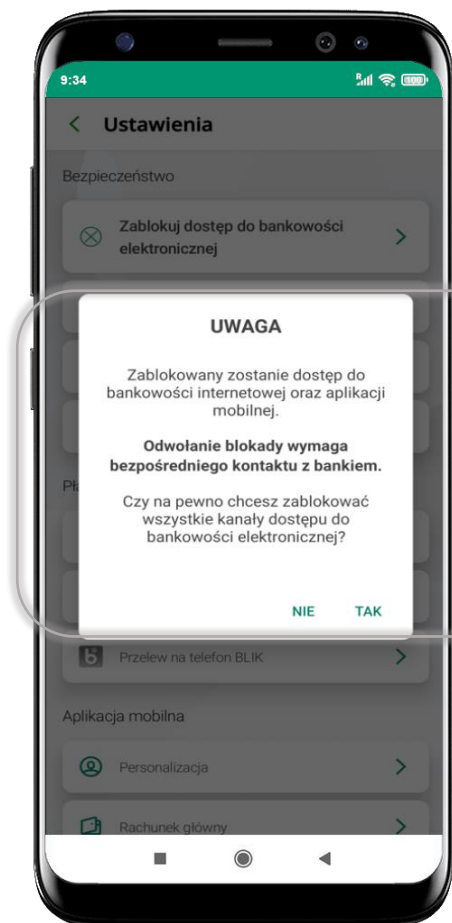 9:34
R
100
Ustawienia
Bezpieczeństwo
Zablokuj dostęp do bankowości
elektronicznej
UWAGA
Zablokowany zostanie dostęp do
bankowości internetowej oraz aplikacji
mobilnej.
Odwołanie blokady wymaga
bezpośredniego kontaktu z bankiem.
Czy na pewno chcesz zablokować
wszystkie kanały dostępu do
bankowości elektronicznej?
NIE TAK
Przelew na telefon BLIK
Aplikacja mobilna
Personalizacja
Rachunek główny